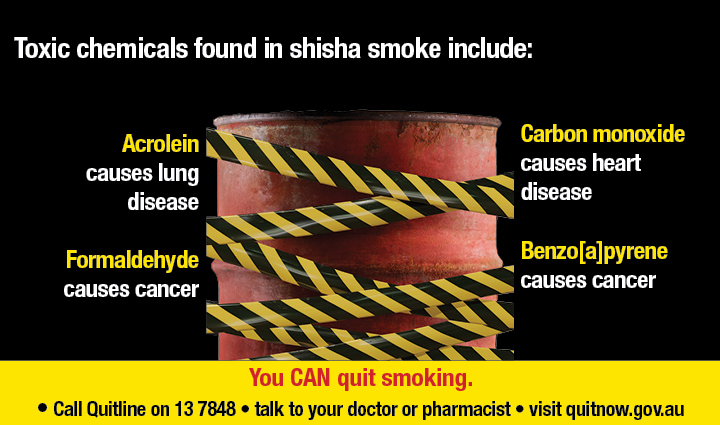 Toxic chemicals found in shisha smoke include:
Acrolein
causes lung
disease
Carbon monoxide
causes heart
disease
Formaldehyde
causes cancer
Benzo[a]pyrene
causes cancer
You CAN quit smoking.
• Call Quitline on 13 7848 • talk to your doctor or pharmacist • visit quitnow.gov.au